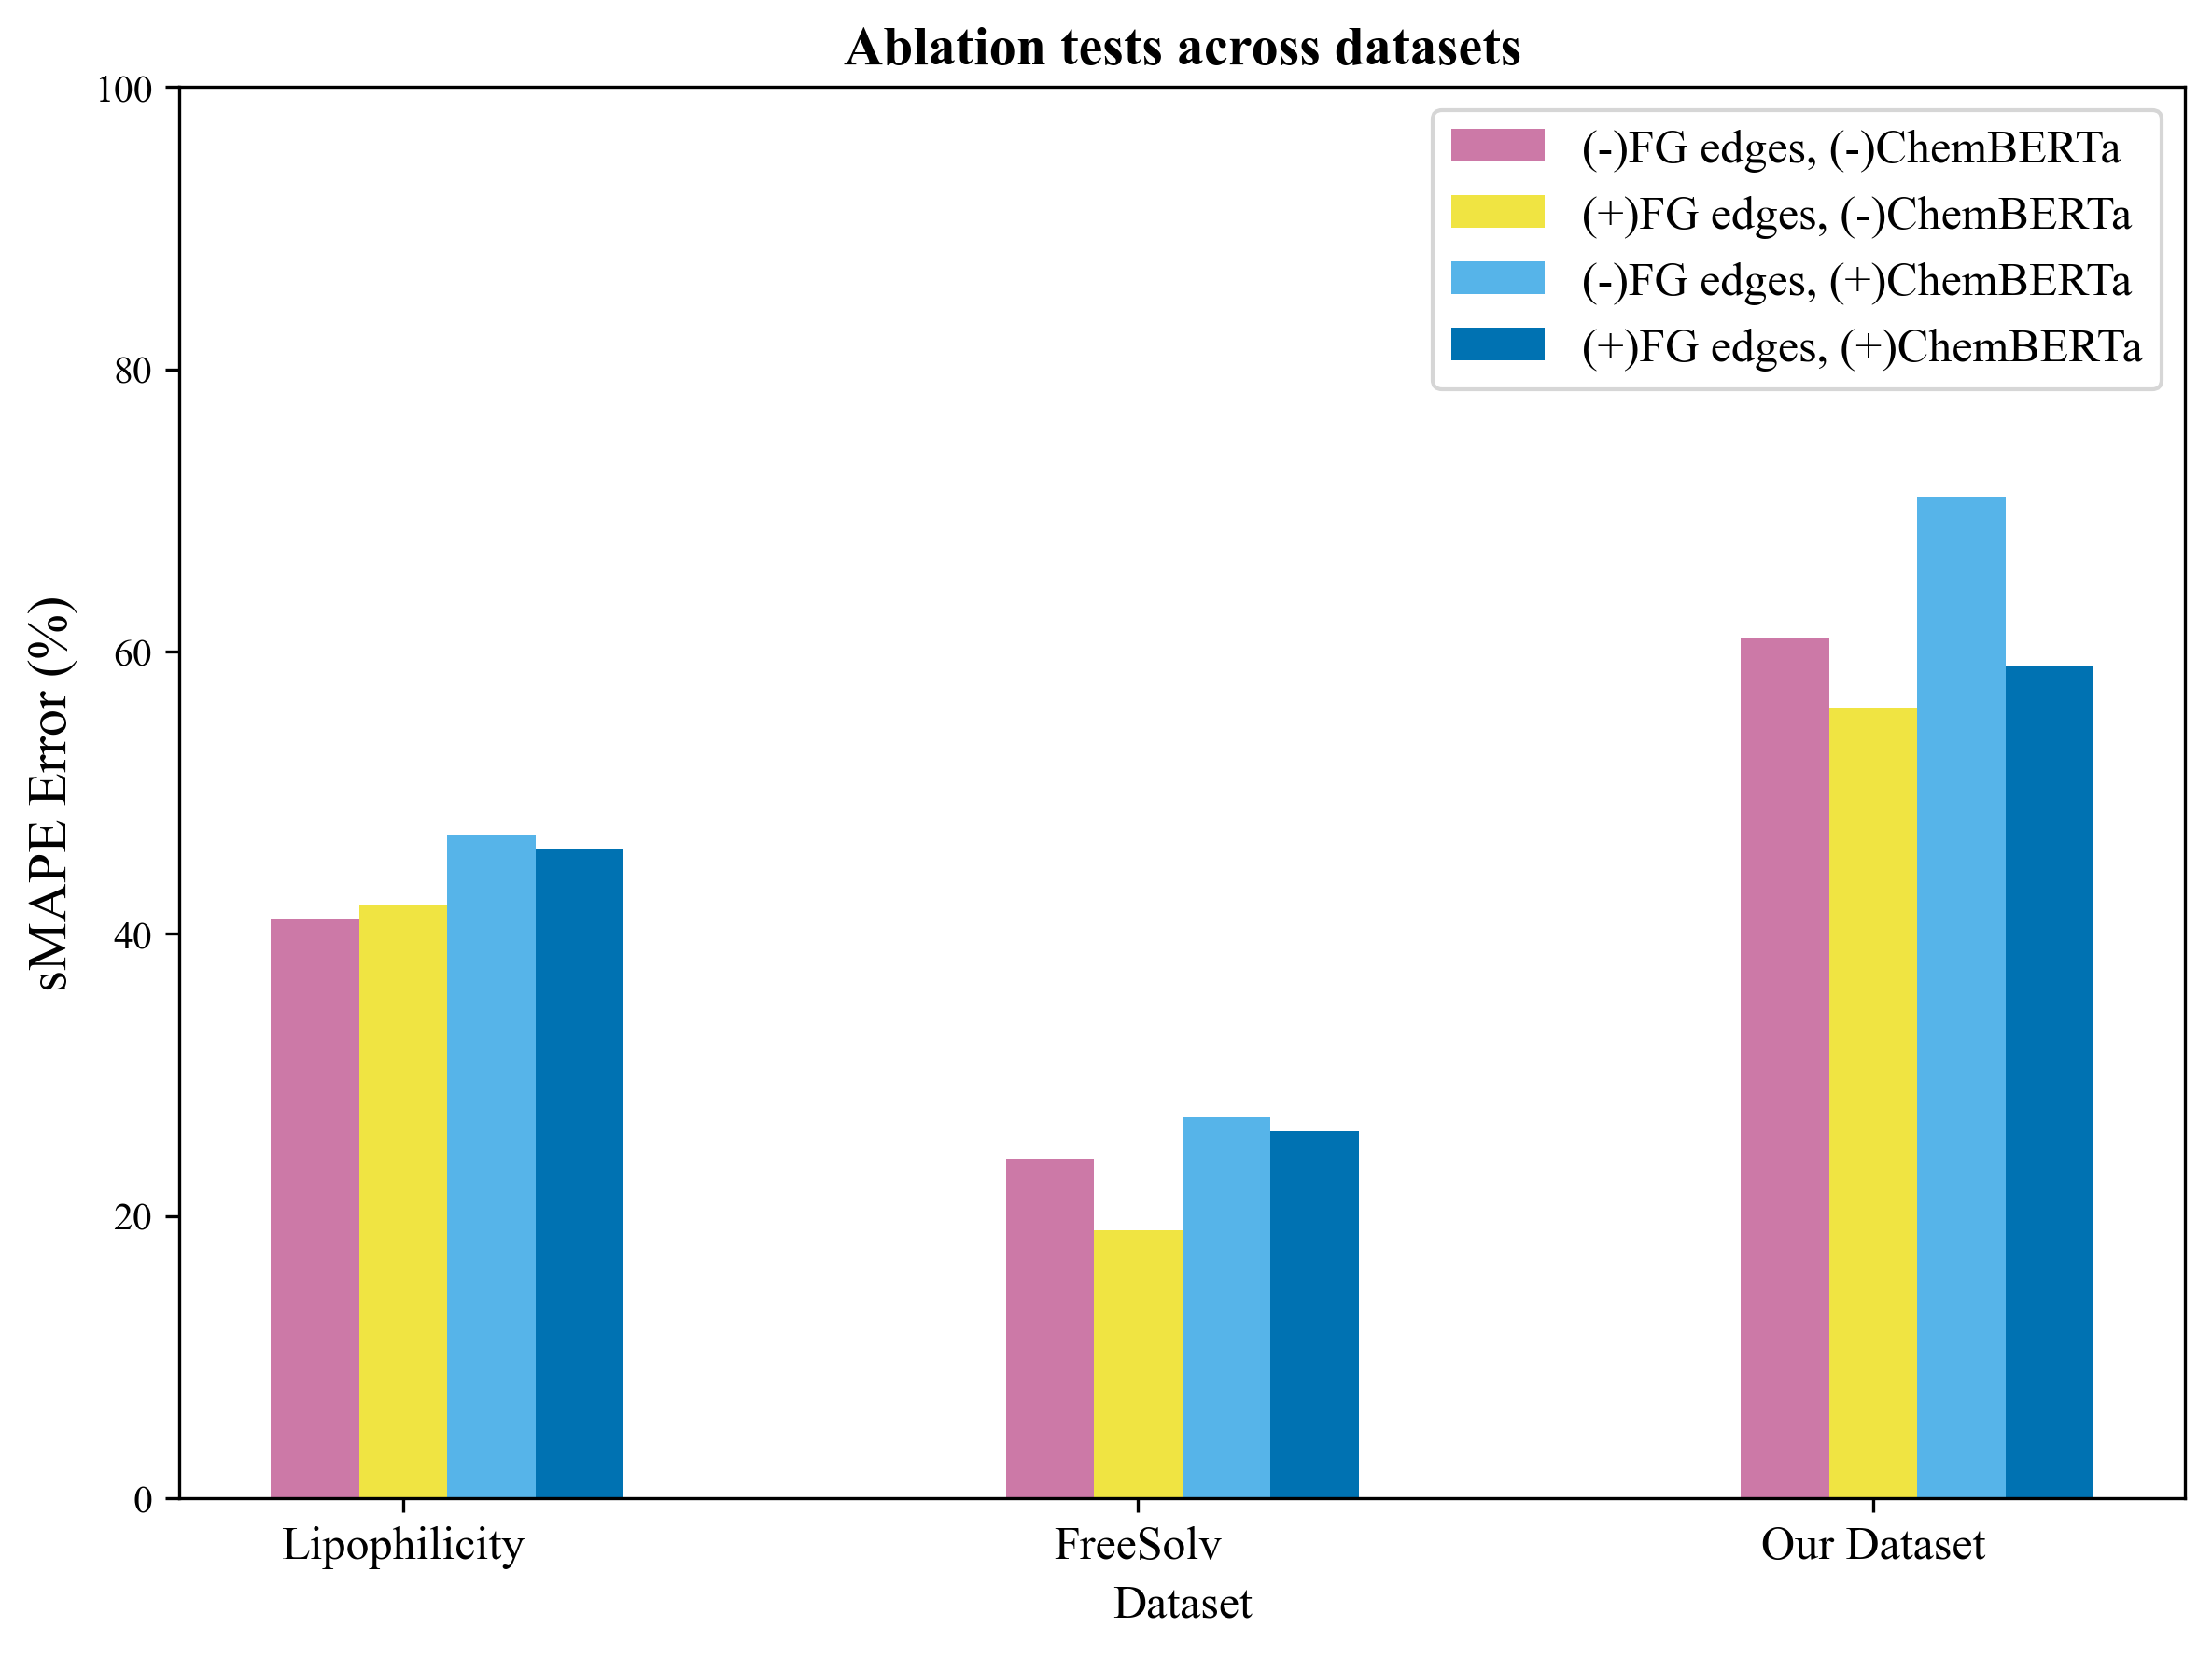 Ablation tests across datasets
100
80
60
40
20
0
sMAPE Error (%)
(-)FG edges, (-)ChemBERTa
(+)FG edges, (-)ChemBERTa
(-)FG edges, (+)ChemBERTa
(+)FG edges, (+)ChemBERTa
Lipophilicity
FreeSolv
Our Dataset
Dataset